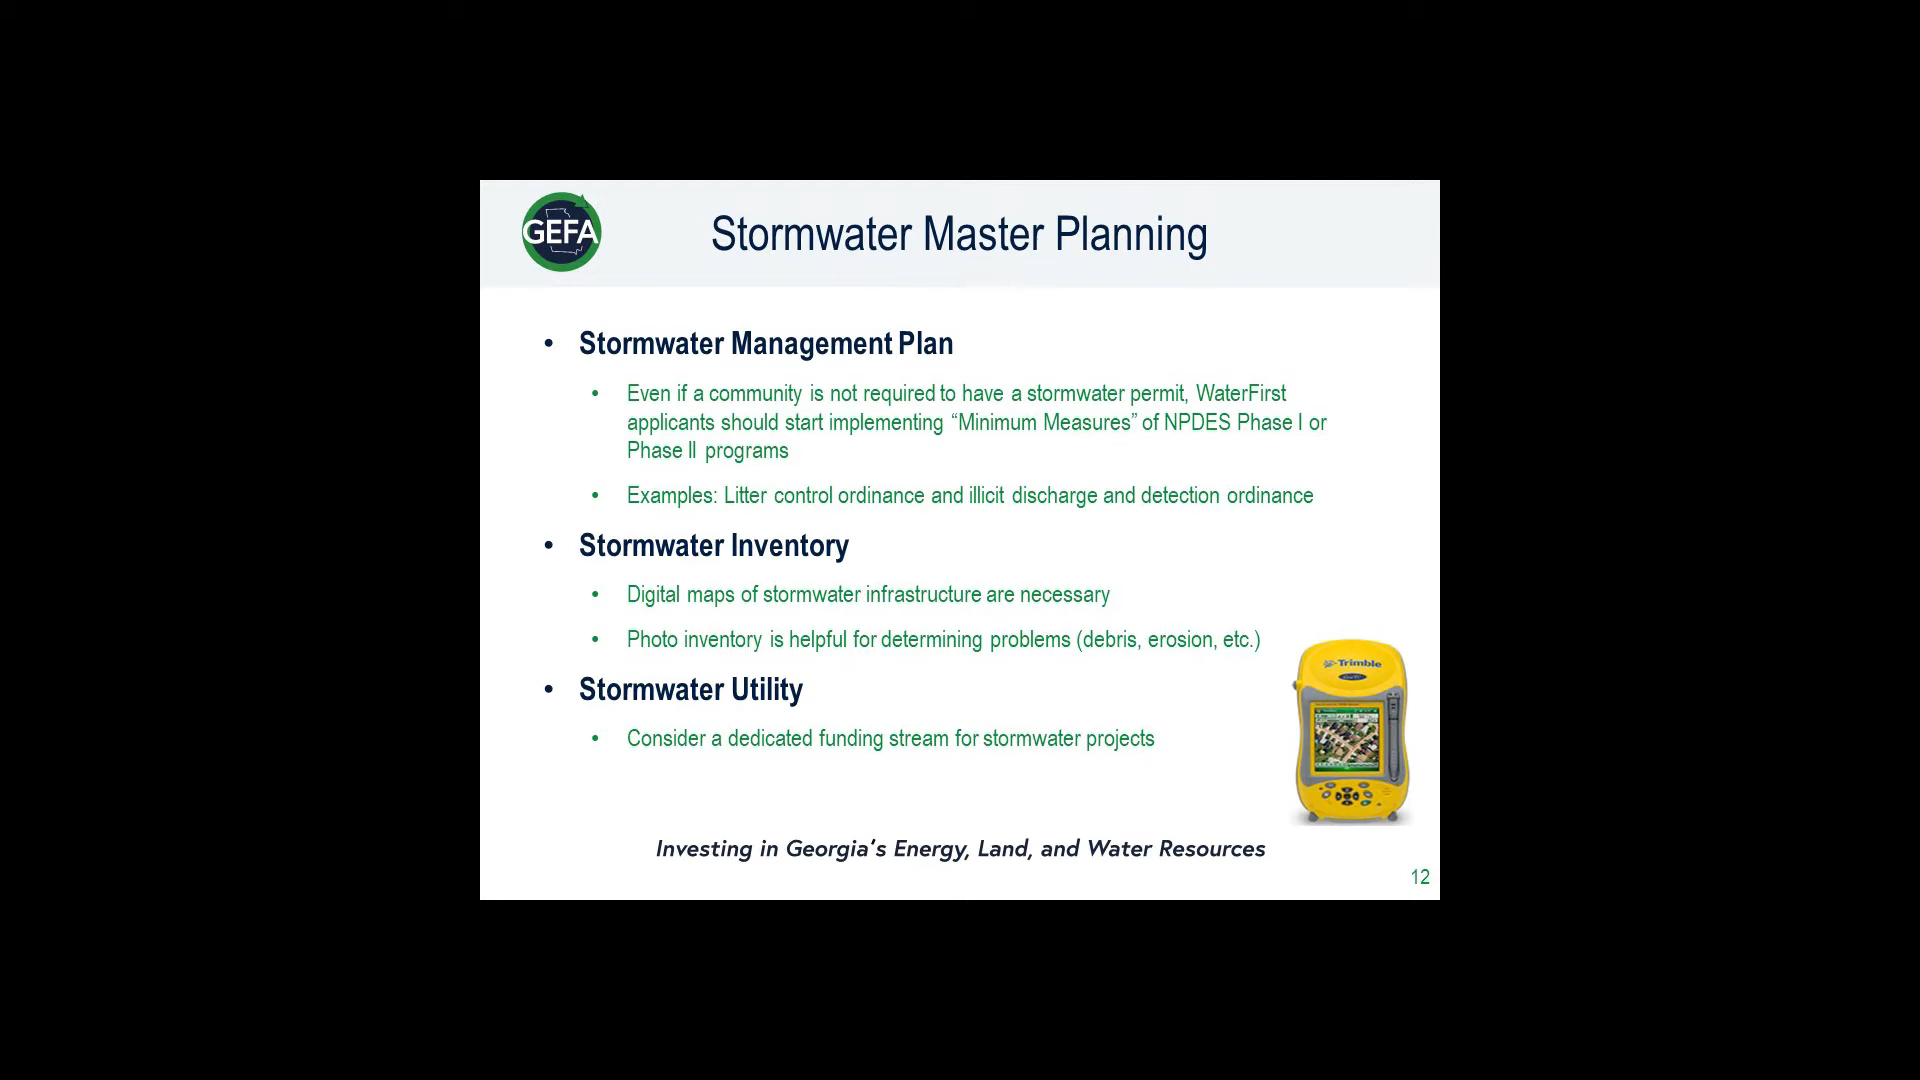 GEFA
Stormwater Master Planning
• Stormwater Management Plan
• Even if a community is not required to have a stormwater permit, WaterFirst
applicants should start implementing “Minimum Measures” of NPDES Phase I or
Phase II programs
• Examples: Litter control ordinance and illicit discharge and detection ordinance
• Stormwater Inventory
• Digital maps of stormwater infrastructure are necessary
• Photo inventory is helpful for determining problems (debris, erosion, etc.)
• Stormwater Utility
• Consider a dedicated funding stream for stormwater projects
Trimble
Investing in Georgia's Energy, Land, and Water Resources
12